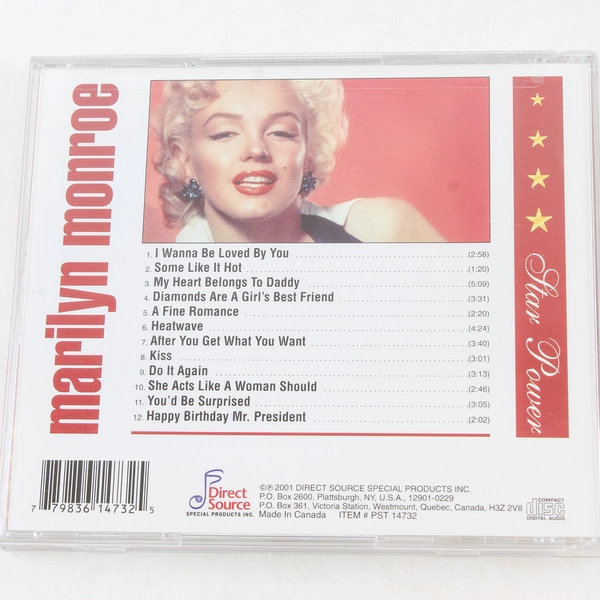 marilyn monroe
1. I Wanna Be Loved By You (2:58)
2. Some Like It Hot (1:20)
3. My Heart Belongs To Daddy (5:09)
4. Diamonds Are A Girl's Best Friend (3:31)
5. A Fine Romance (2:20)
6. Heatwave (4:24)
7. After You Get What You Want (3:40)
8. Kiss (3:01)
9. Do It Again (3:13)
10. She Acts Like A Woman Should (2:46)
11. You'd Be Surprised (3:05)
12. Happy Birthday Mr. President (2:02)
Star Power
7 79836 14732 5
Direct
Source
SPECIAL PRODUCTS INC.
©℗ 2001 DIRECT SOURCE SPECIAL PRODUCTS INC.
P.O. Box 2600, Plattsburgh, NY, U.S.A., 12901-0229
P.O. Box 361, Victoria Station, Westmount, Quebec, Canada, H3Z 2V8
Made In Canada ITEM # PST 14732
COMPACT
disc
DIGITAL AUDIO